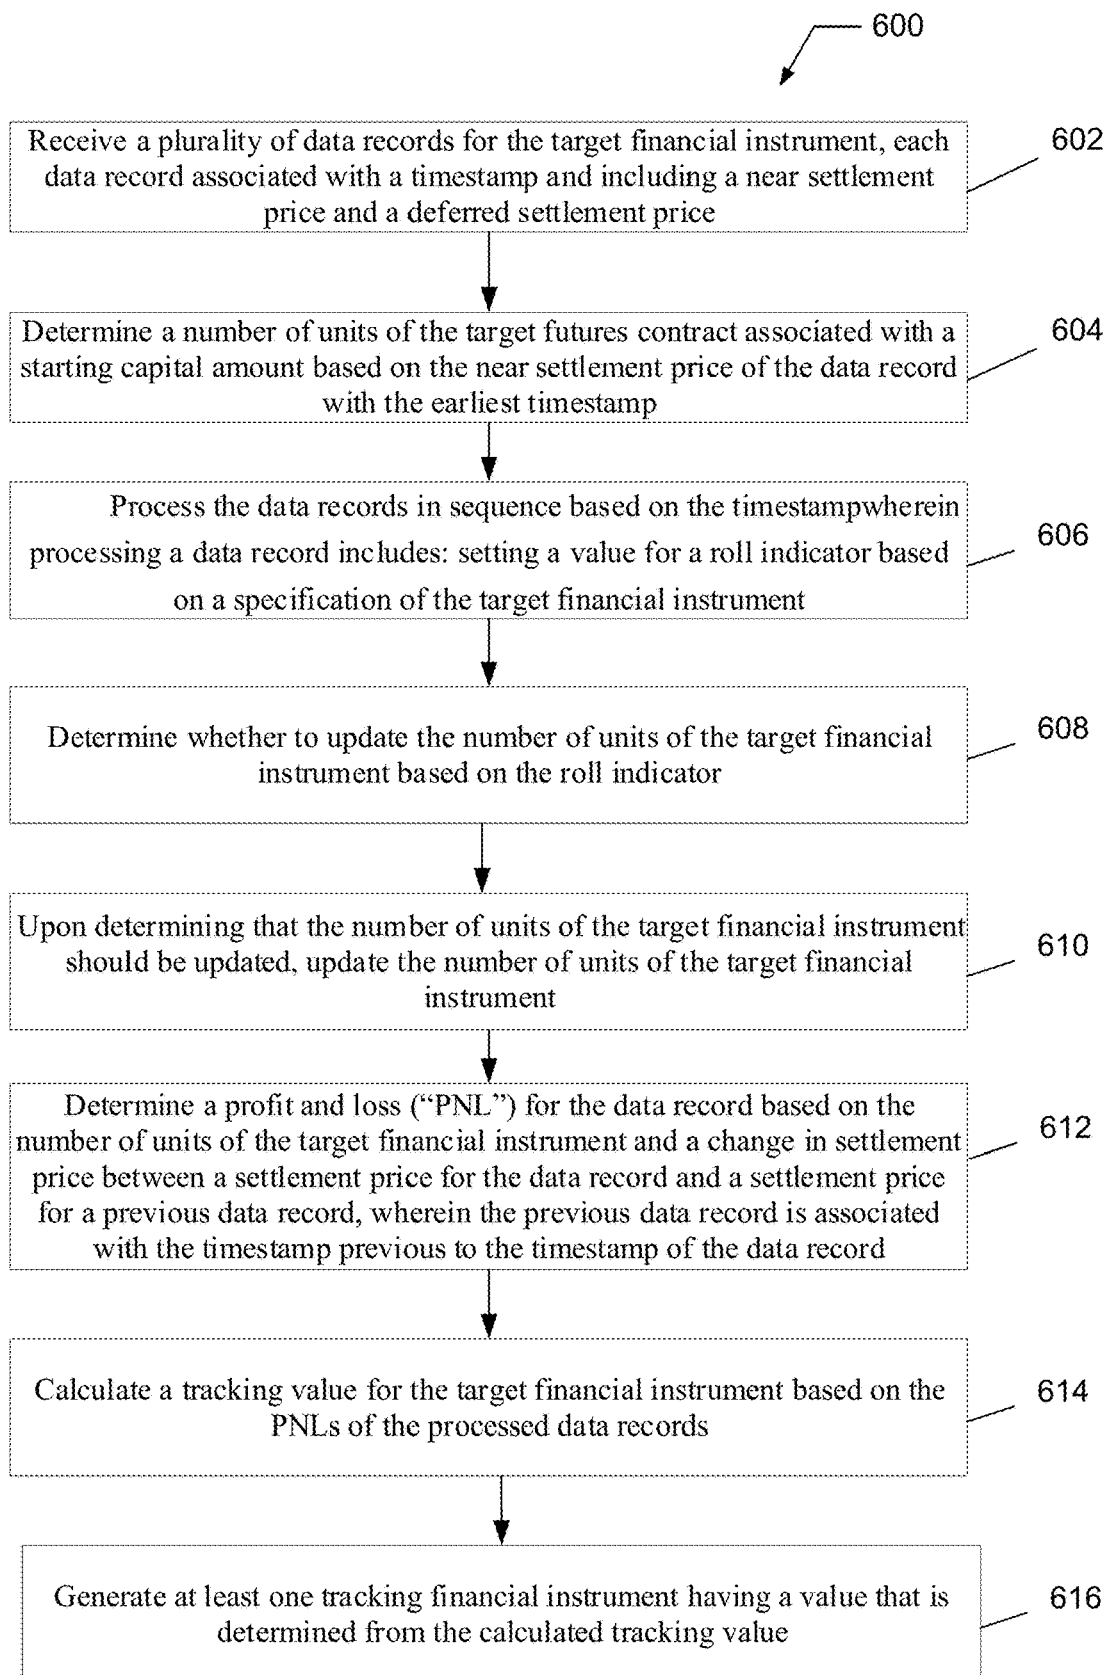 600
Receive a plurality of data records for the target financial instrument, each
data record associated with a timestamp and including a near settlement
price and a deferred settlement price
602
Determine a number of units of the target futures contract associated with a
starting capital amount based on the near settlement price of the data record
with the earliest timestamp
604
Process the data records in sequence based on the timestampwherein
processing a data record includes: setting a value for a roll indicator based
on a specification of the target financial instrument
606
Determine whether to update the number of units of the target financial
instrument based on the roll indicator
608
Upon determining that the number of units of the target financial instrument
should be updated, update the number of units of the target financial
instrument
610
Determine a profit and loss (“PNL”) for the data record based on the
number of units of the target financial instrument and a change in settlement
price between a settlement price for the data record and a settlement price
for a previous data record, wherein the previous data record is associated
with the timestamp previous to the timestamp of the data record
612
Calculate a tracking value for the target financial instrument based on the
PNLs of the processed data records
614
Generate at least one tracking financial instrument having a value that is
determined from the calculated tracking value
616